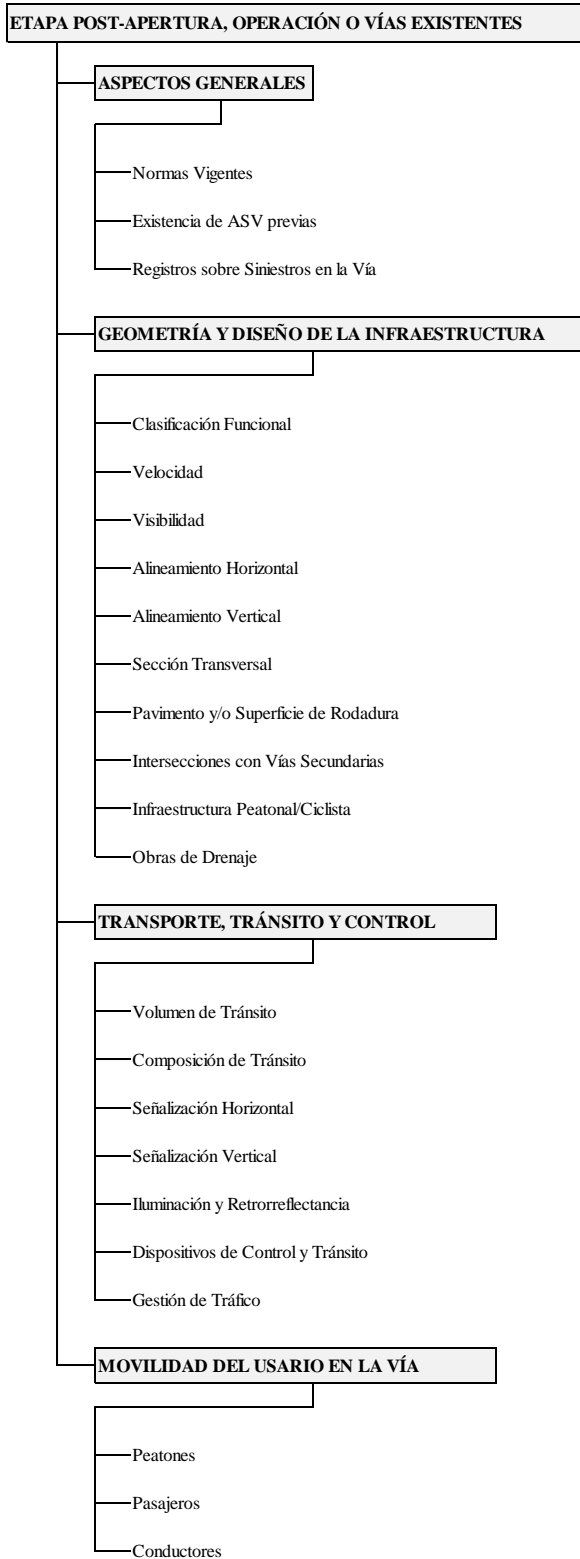 ETAPA POST-APERTURA, OPERACIÓN O VÍAS EXISTENTES
ASPECTOS GENERALES
Normas Vigentes
Existencia de ASV previas
Registros sobre Siniestros en la Vía
GEOMETRÍA Y DISEÑO DE LA INFRAESTRUCTURA
Clasificación Funcional
Velocidad
Visibilidad
Alineamiento Horizontal
Alineamiento Vertical
Sección Transversal
Pavimento y/o Superficie de Rodadura
Intersecciones con Vías Secundarias
Infraestructura Peatonal/Ciclista
Obras de Drenaje
TRANSPORTE, TRÁNSITO Y CONTROL
Volumen de Tránsito
Composición de Tránsito
Señalización Horizontal
Señalización Vertical
Iluminación y Retrorreflectancia
Dispositivos de Control y Tránsito
Gestión de Tráfico
MOVILIDAD DEL USARIO EN LA VÍA
Peatones
Pasajeros
Conductores